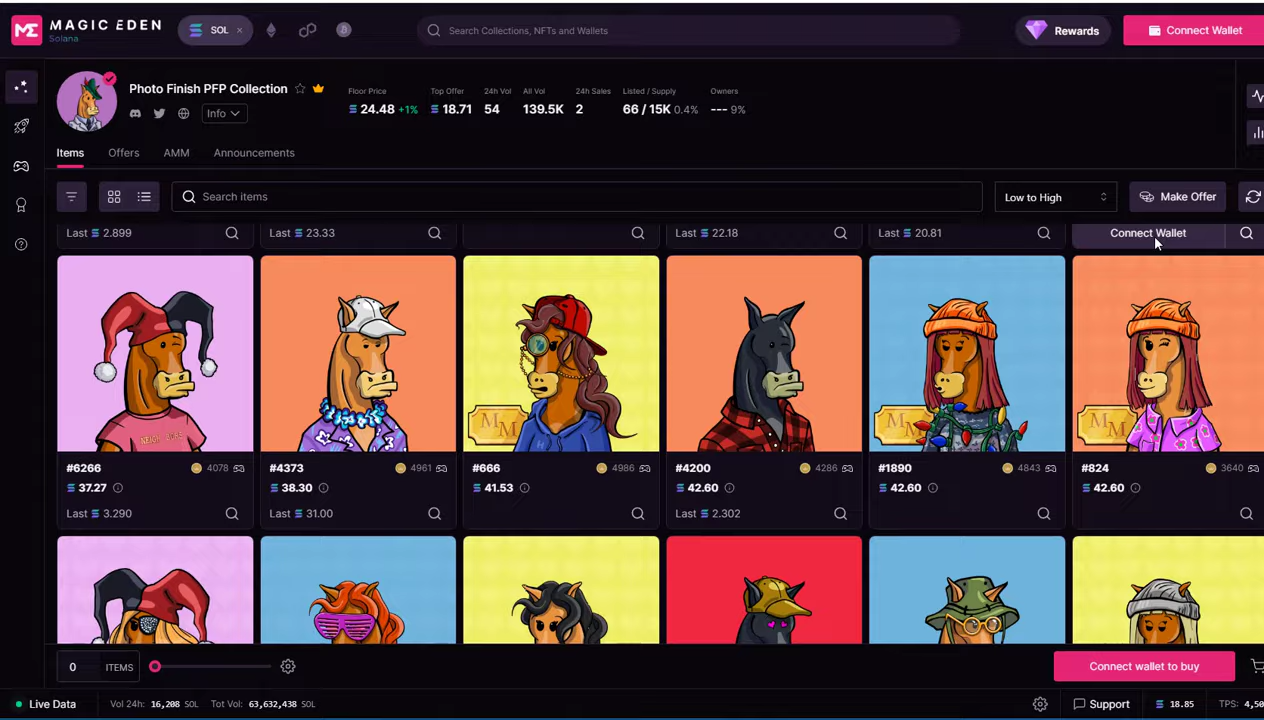 MAGIC EDEN
Solana
SOL ×
Search Collections, NFTs and Wallets
Rewards
Connect Wallet
Photo Finish PFP Collection
Info
Floor Price
24.48 +1%
Top Offer
18.71
24h Vol
54
All Vol
139.5K
24h Sales
2
Listed / Supply
66 / 15K 0.4%
Owners
--- 9%
Items
Offers
AMM
Announcements
Search items
Low to High
Make Offer
Last 2.899
Last 23.33
Last 22.18
Last 20.81
Connect Wallet
NEIGH JOKE
MM
MM
MM
#6266 4078
37.27
Last 3.290
#4373 4961
38.30
Last 31.00
#666 4986
41.53
#4200 4286
42.60
Last 2.302
#1890 4843
42.60
#824 3640
42.60
0 ITEMS
Connect wallet to buy
Live Data
Vol 24h: 16,208 SOL
Tot Vol: 63,632,438 SOL
Support
18.85
TPS: